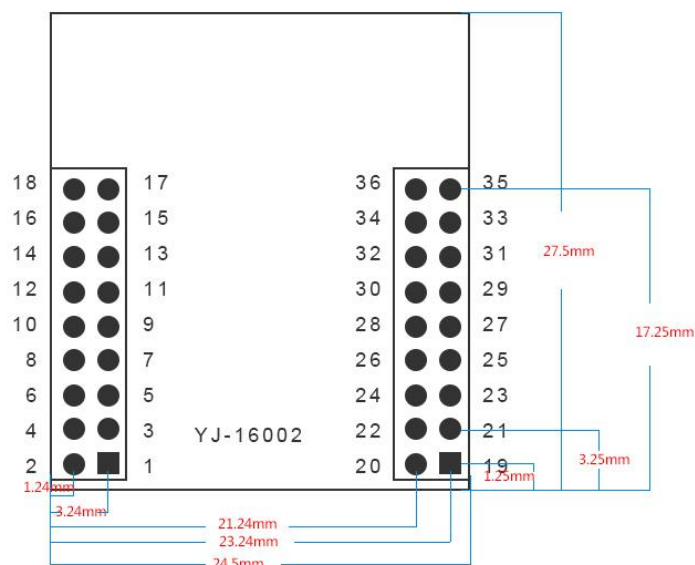 18 17 36 35
16 15 34 33
14 13 32 31
27.5mm
12 11 30 29
10 9 28 27
17.25mm
8 7 26 25
6 5 24 23
4 3 YJ-16002 22 21
3.25mm
2 1 20 19
1.25mm
1.24mm
3.24mm
21.24mm
23.24mm
24.5mm